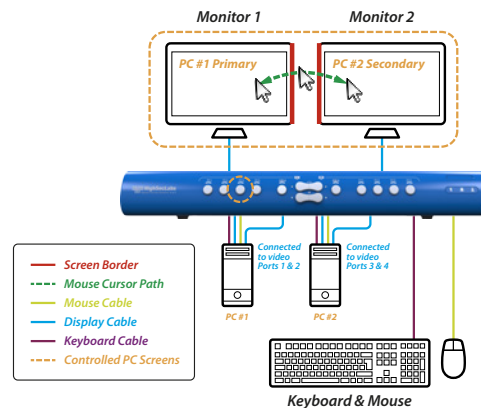 Monitor 1
Monitor 2
PC #1 Primary
PC #2 Secondary
HighSecLabs
Connected
to video
Ports 1 & 2
Connected
to video
Ports 3 & 4
PC #1
PC #2
Screen Border
Mouse Cursor Path
Mouse Cable
Display Cable
Keyboard Cable
Controlled PC Screens
Keyboard & Mouse